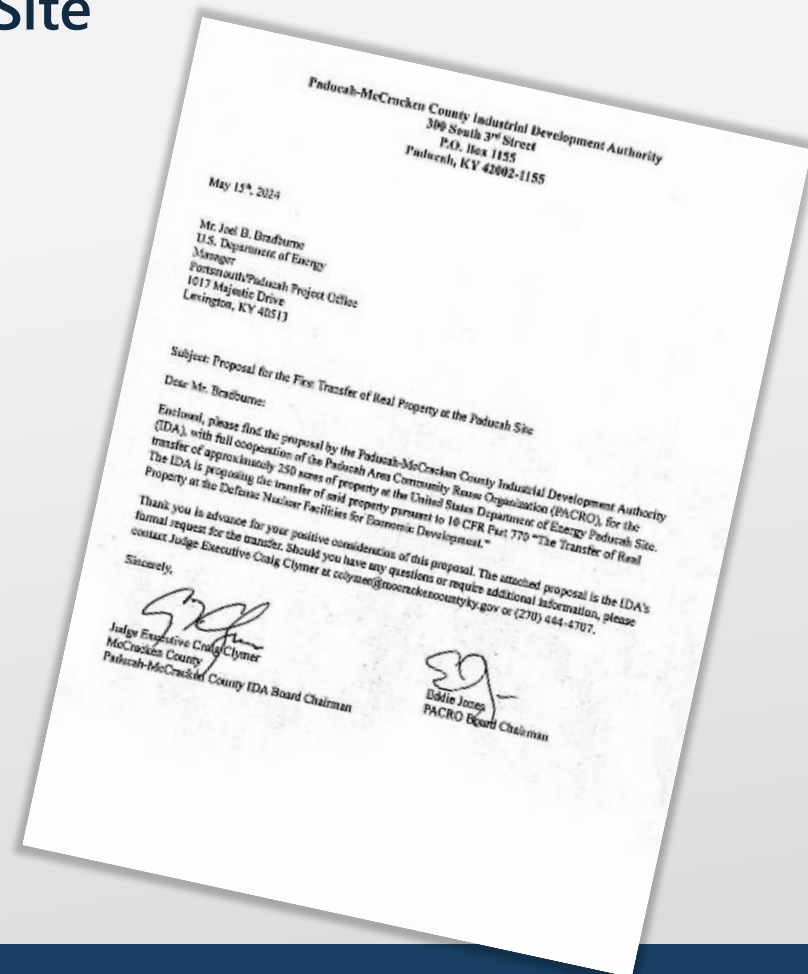 Site
Paducah-McCracken County Industrial Development Authority
300 South 3rd Street
P.O. Box 1155
Paducah, KY 42002-1155
May 15th, 2024
Mr. Joel B. Bradburne
U.S. Department of Energy
Manager
Portsmouth/Paducah Project Office
1017 Majestic Drive
Lexington, KY 40513
Subject: Proposal for the First Transfer of Real Property at the Paducah Site
Dear Mr. Bradburne:
Enclosed, please find the proposal by the Paducah-McCracken County Industrial Development Authority
(IDA), with full cooperation of the Paducah Area Community Reuse Organization (PACRO), for the
transfer of approximately 250 acres of property at the United States Department of Energy Paducah Site.
The IDA is proposing the transfer of said property pursuant to 10 CFR Part 770 "The Transfer of Real
Property at the Defense Nuclear Facilities for Economic Development."
Thank you in advance for your positive consideration of this proposal. The attached proposal is the IDA's
formal request for the transfer. Should you have any questions or require additional information, please
contact Judge Executive Craig Clymer at cclymer@mccrackencountyky.gov or (270) 444-4707.
Sincerely,
Judge Executive Craig Clymer
McCracken County
Paducah-McCracken County IDA Board Chairman
Eddie Jones
PACRO Board Chairman